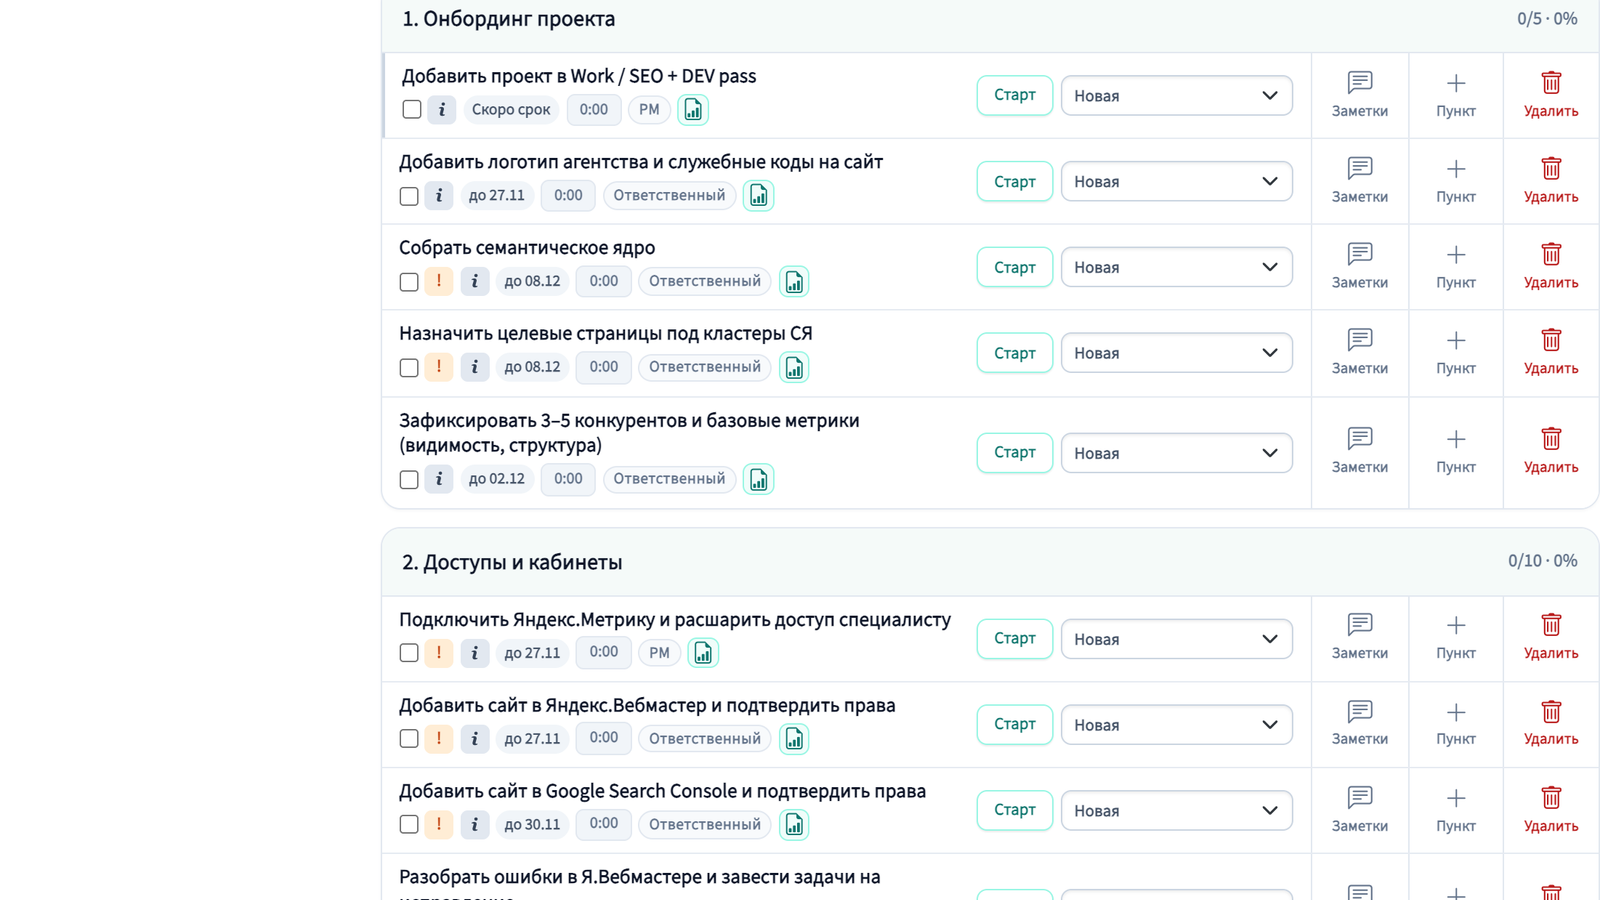 1. Онбординг проекта
0/5 · 0%
Добавить проект в Work / SEO + DEV pass
i Скоро срок 0:00 PM
Старт Новая Заметки Пункт Удалить
Добавить логотип агентства и служебные коды на сайт
i до 27.11 0:00 Ответственный
Старт Новая Заметки Пункт Удалить
Собрать семантическое ядро
! i до 08.12 0:00 Ответственный
Старт Новая Заметки Пункт Удалить
Назначить целевые страницы под кластеры СЯ
! i до 08.12 0:00 Ответственный
Старт Новая Заметки Пункт Удалить
Зафиксировать 3–5 конкурентов и базовые метрики
(видимость, структура)
i до 02.12 0:00 Ответственный
Старт Новая Заметки Пункт Удалить
2. Доступы и кабинеты
0/10 · 0%
Подключить Яндекс.Метрику и расшарить доступ специалисту
! i до 27.11 0:00 PM
Старт Новая Заметки Пункт Удалить
Добавить сайт в Яндекс.Вебмастер и подтвердить права
! i до 27.11 0:00 Ответственный
Старт Новая Заметки Пункт Удалить
Добавить сайт в Google Search Console и подтвердить права
! i до 30.11 0:00 Ответственный
Старт Новая Заметки Пункт Удалить
Разобрать ошибки в Я.Вебмастере и завести задачи на